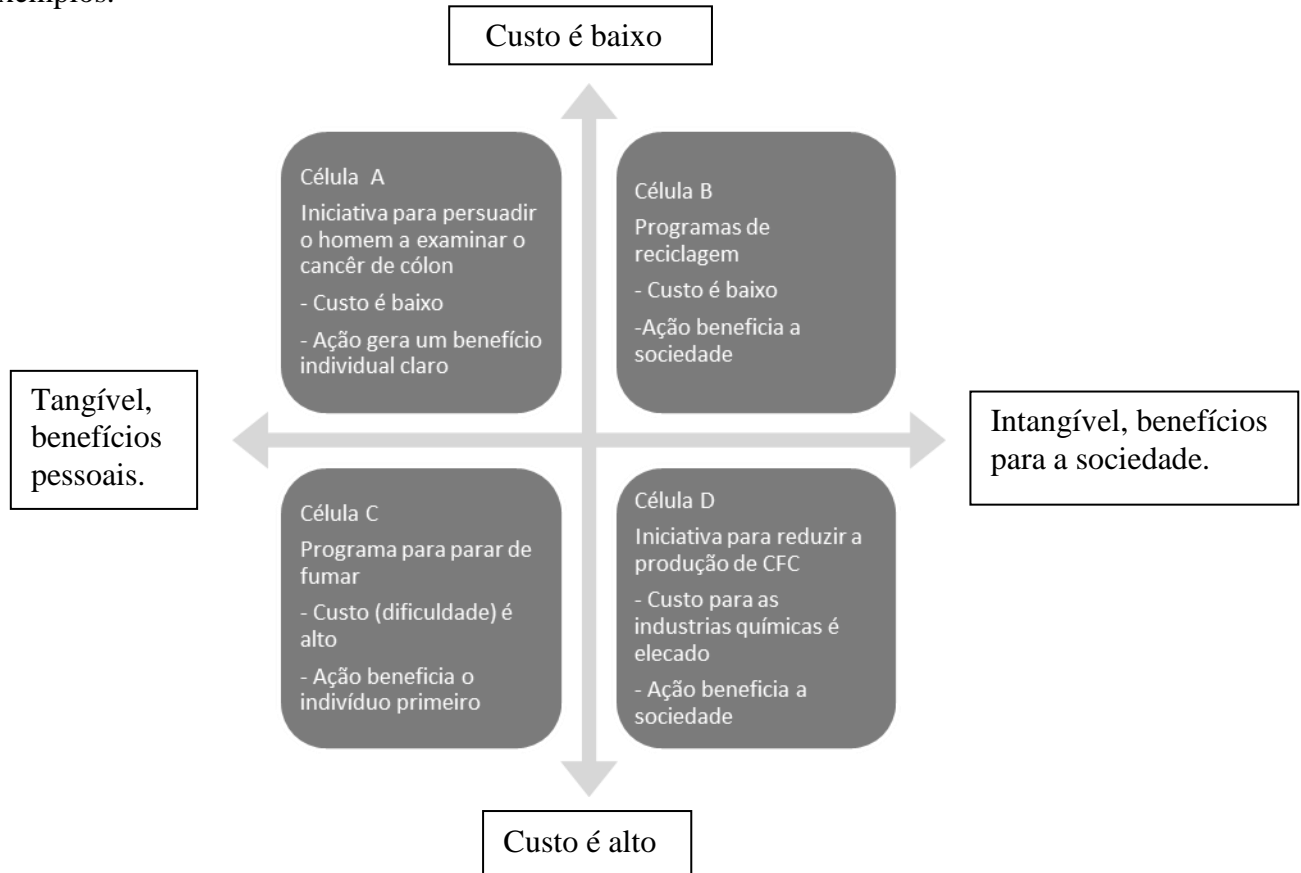 Custo é baixo
Célula A
Iniciativa para persuadir
o homem a examinar o
cancêr de cólon
- Custo é baixo
- Ação gera um benefício
individual claro
Célula B
Programas de
reciclagem
- Custo é baixo
-Ação beneficia a
sociedade
Tangível,
benefícios
pessoais.
Intangível, benefícios
para a sociedade.
Célula C
Programa para parar de
fumar
- Custo (dificuldade) é
alto
- Ação beneficia o
indivíduo primeiro
Célula D
Iniciativa para reduzir a
produção de CFC
- Custo para as
industrias químicas é
elecado
- Ação beneficia a
sociedade
Custo é alto